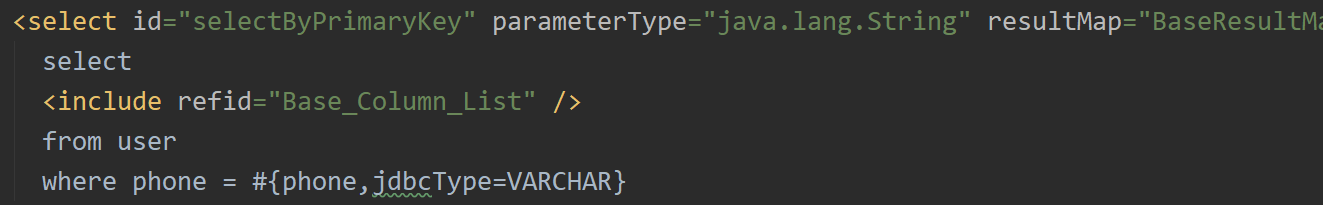 <select id="selectByPrimaryKey" parameterType="java.lang.String" resultMap="BaseResultMa
select
<include refid="Base_Column_List" />
from user
where phone = #{phone,jdbcType=VARCHAR}